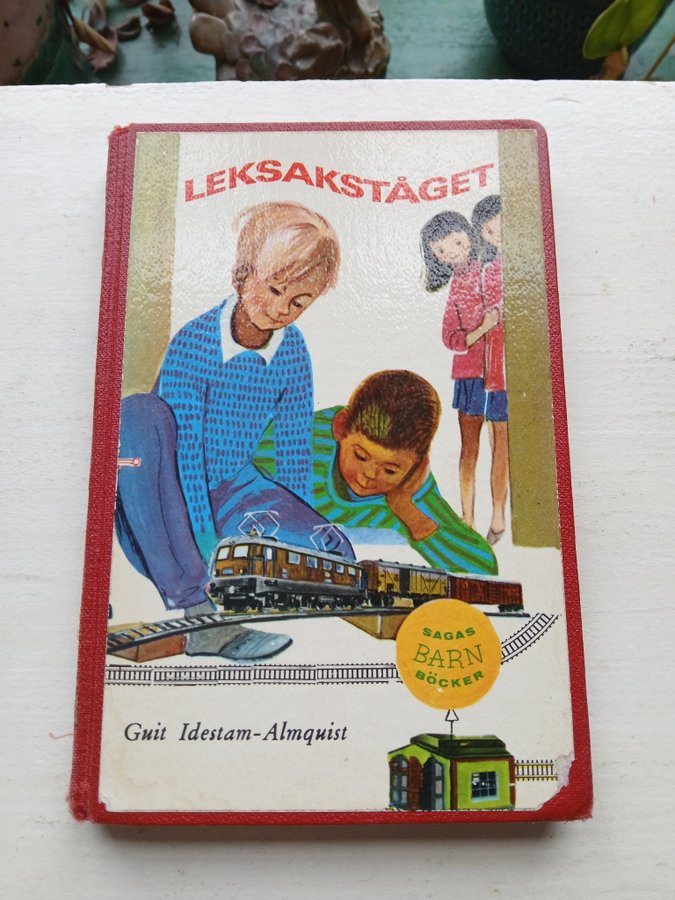 LEKSAKSTÅGET
SAGAS
BARN
BÖCKER
Guit Idestam-Almquist